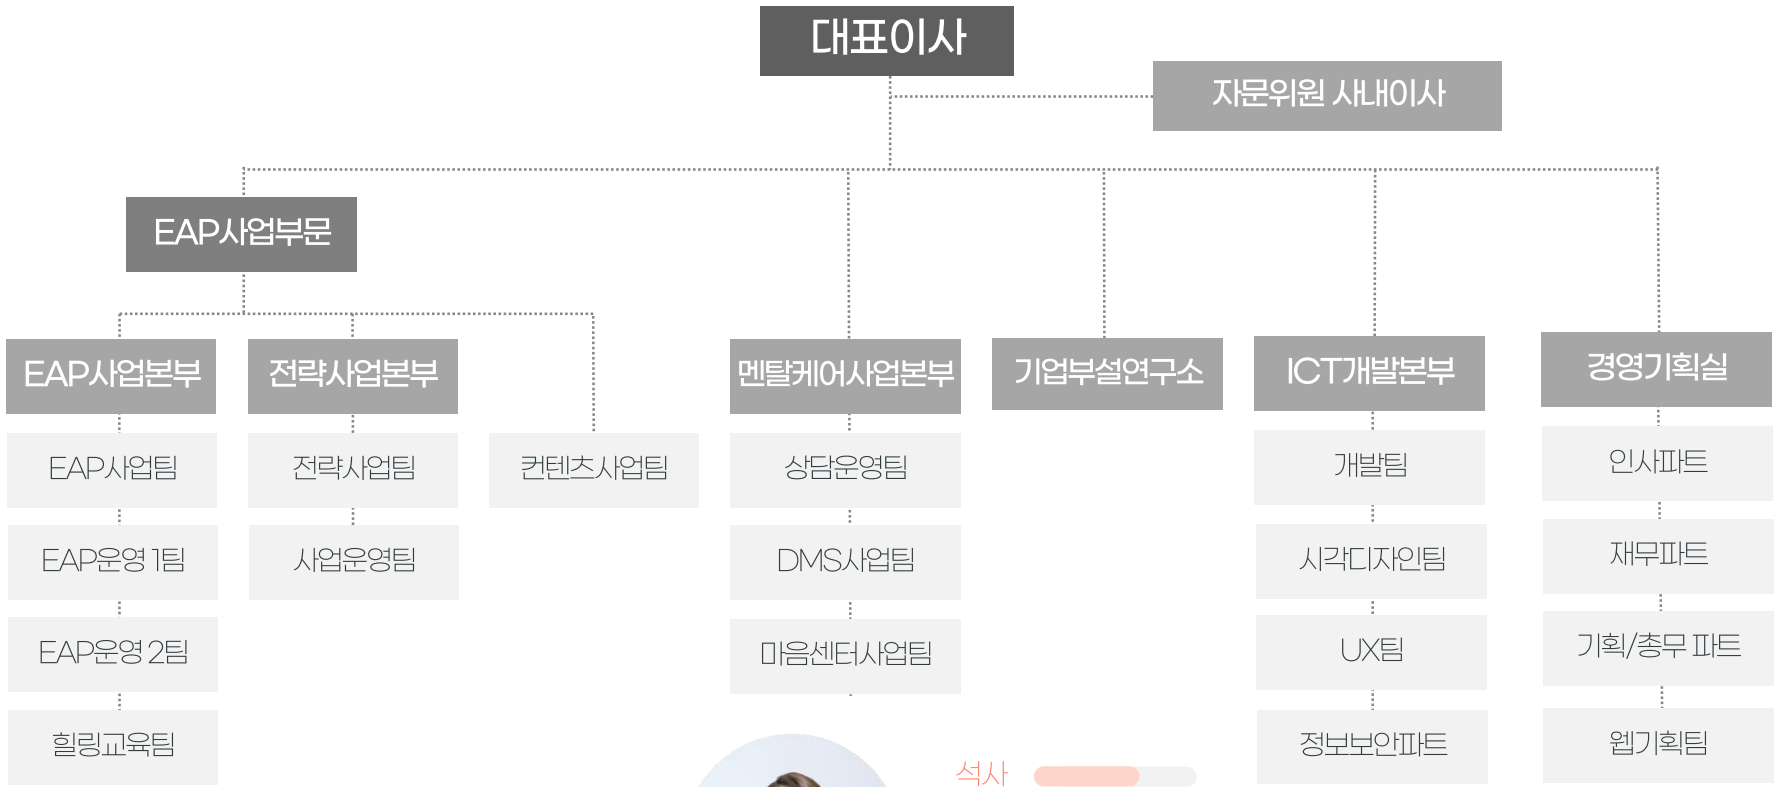 대표이사
자문위원 사내이사
EAP사업부문
EAP사업본부
전략사업본부
멘탈케어사업본부
기업부설연구소
ICT개발본부
경영기획실
EAP사업팀
전략사업팀
컨텐츠사업팀
상담운영팀
개발팀
인사파트
EAP운영 1팀
사업운영팀
DMS사업팀
시각디자인팀
재무파트
EAP운영 2팀
마음센터사업팀
UX팀
기획/총무 파트
힐링교육팀
정보보안파트
웹기획팀
석사